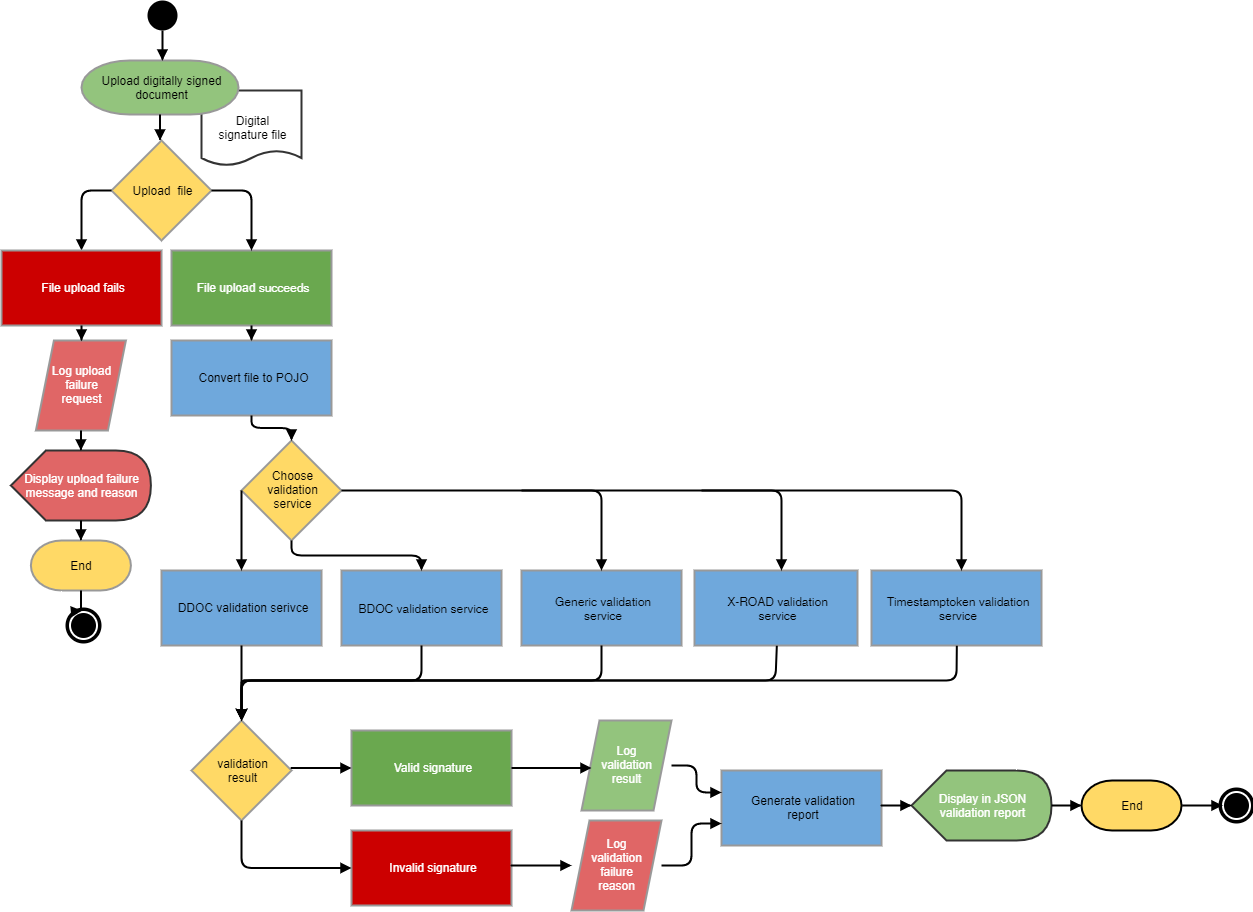 Upload digitally signed
document
Digital
signature file
Upload  file
File upload fails
File upload succeeds
Log upload
failure
request
Convert file to POJO
Display upload failure
message and reason
Choose
validation
service
End
DDOC validation serivce
BDOC validation service
Generic validation
service
X-ROAD validation
service
Timestamptoken validation
service
validation
result
Valid signature
Log
validation
result
Generate validation
report
Display in JSON
validation report
End
Invalid signature
Log
validation
failure
reason